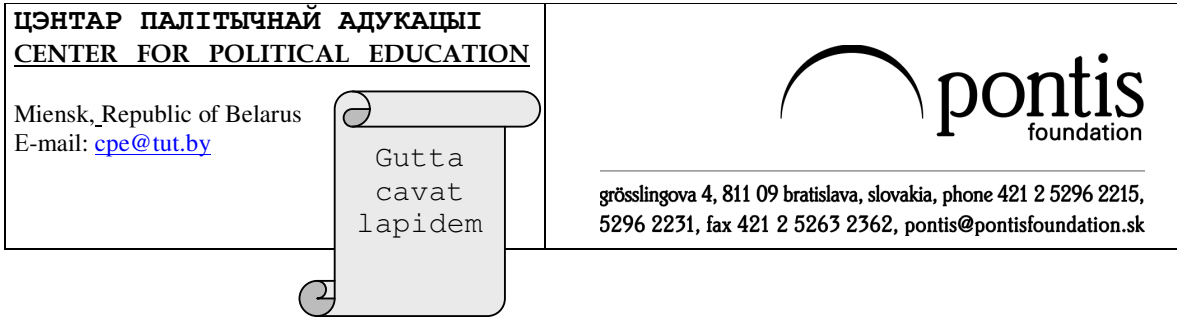 ЦЭНТАР ПАЛІТЫЧНАЙ АДУКАЦЫІ
CENTER FOR POLITICAL EDUCATION
Miensk, Republic of Belarus
E-mail: cpe@tut.by
Gutta
cavat
lapidem
pontis
foundation
grösslingova 4, 811 09 bratislava, slovakia, phone 421 2 5296 2215,
5296 2231, fax 421 2 5263 2362, pontis@pontisfoundation.sk